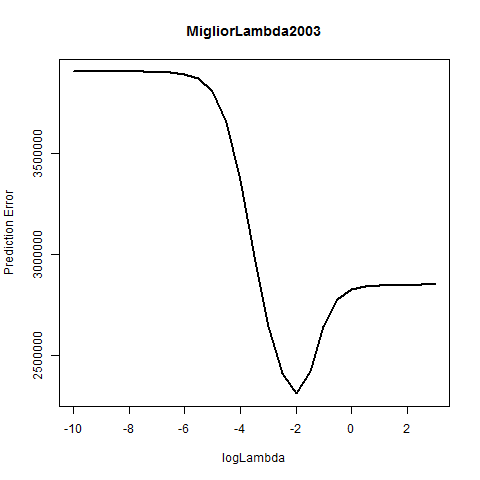 MigliorLambda2003
Prediction Error
3500000
3000000
2500000
-10 -8 -6 -4 -2 0 2
logLambda